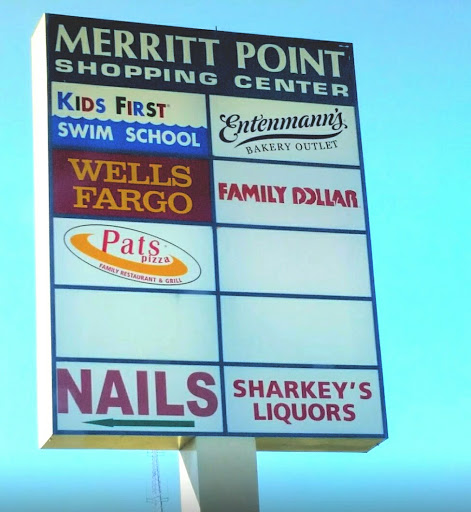 MERRITT POINT
SHOPPING CENTER
KIDS FIRST
SWIM SCHOOL
Entenmann's
BAKERY OUTLET
WELLS
FARGO
FAMILY DOLLAR
Pats
pizza
FAMILY RESTAURANT & GRILL
NAILS
SHARKEY'S
LIQUORS